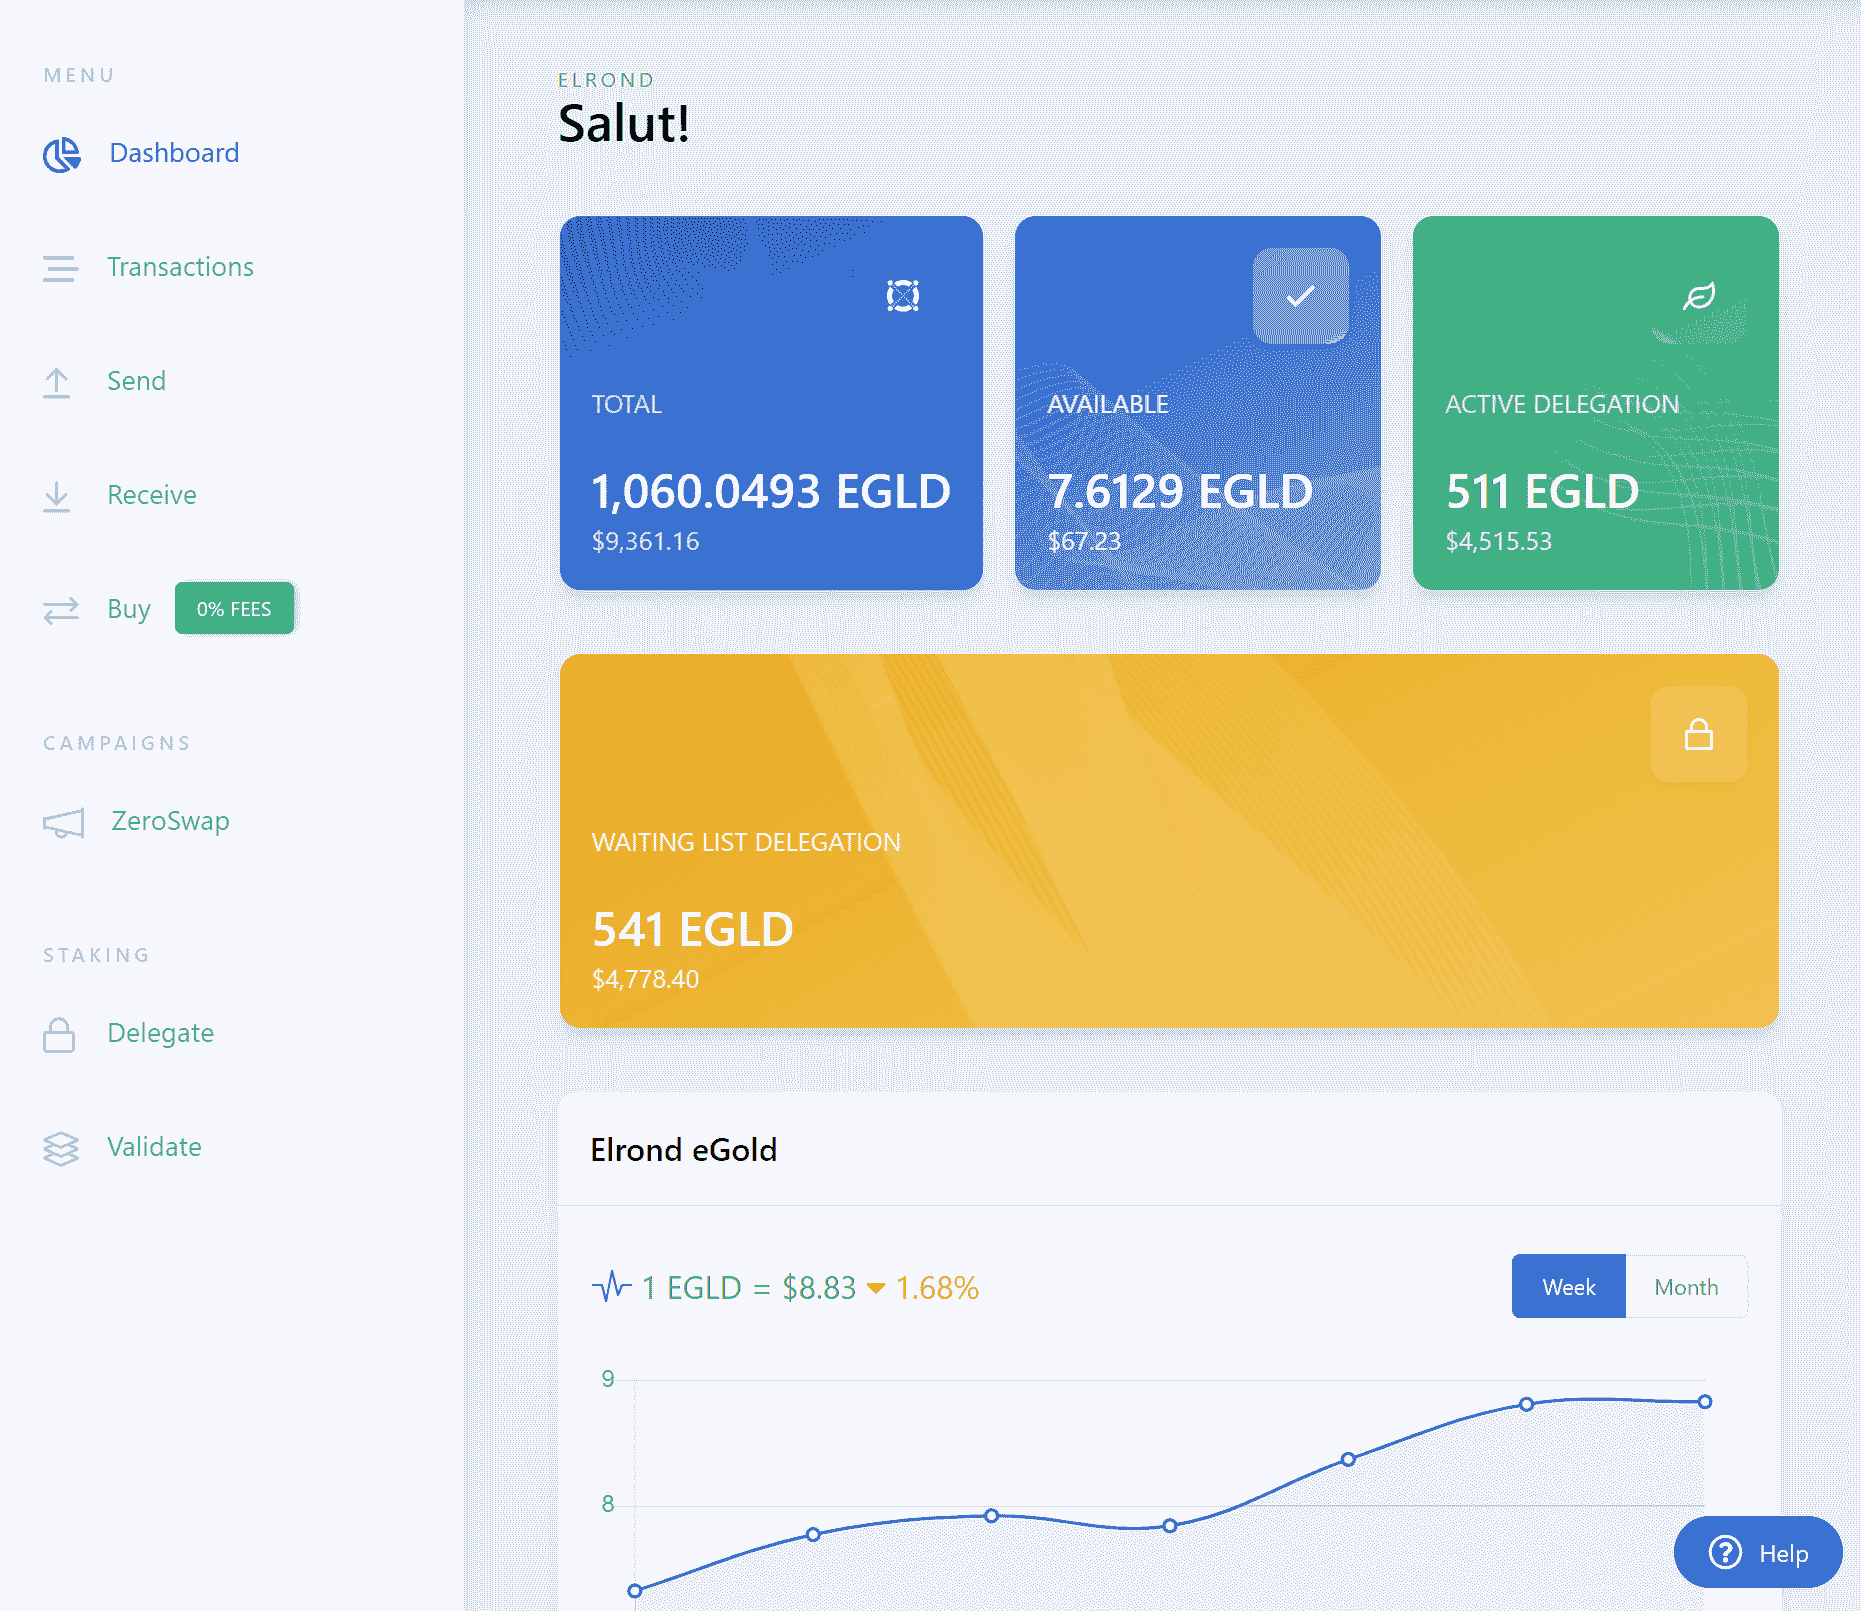 MENU
Dashboard
Transactions
Send
Receive
Buy 0% FEES
CAMPAIGNS
ZeroSwap
STAKING
Delegate
Validate
ELROND
Salut!
TOTAL
1,060.0493 EGLD
$9,361.16
AVAILABLE
7.6129 EGLD
$67.23
ACTIVE DELEGATION
511 EGLD
$4,515.53
WAITING LIST DELEGATION
541 EGLD
$4,778.40
Elrond eGold
1 EGLD = $8.83 1.68%
Week Month
9
8
Help